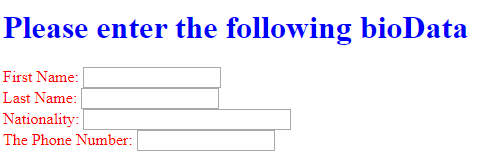 Please enter the following bioData
First Name:
Last Name:
Nationality:
The Phone Number: